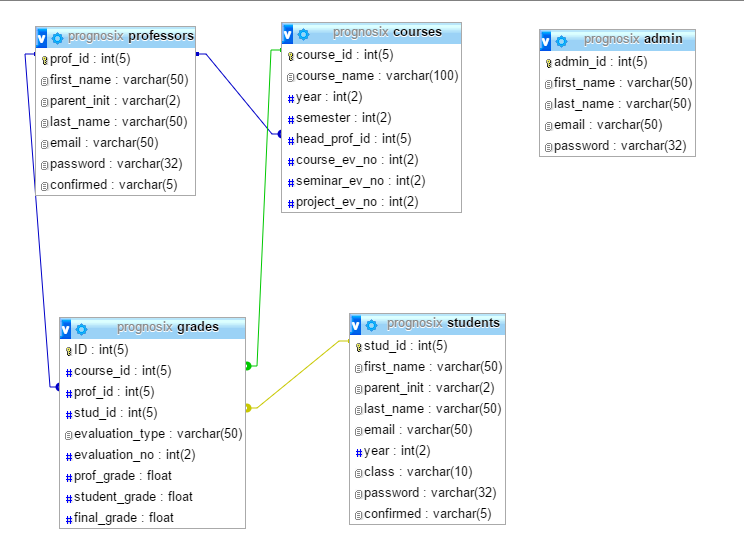 prognosix professors
prof_id : int(5)
first_name : varchar(50)
parent_init : varchar(2)
last_name : varchar(50)
email : varchar(50)
password : varchar(32)
confirmed : varchar(5)
prognosix courses
course_id : int(5)
course_name : varchar(100)
year : int(2)
semester : int(2)
head_prof_id : int(5)
course_ev_no : int(2)
seminar_ev_no : int(2)
project_ev_no : int(2)
prognosix admin
admin_id : int(5)
first_name : varchar(50)
last_name : varchar(50)
email : varchar(50)
password : varchar(32)
prognosix grades
ID : int(5)
course_id : int(5)
prof_id : int(5)
stud_id : int(5)
evaluation_type : varchar(50)
evaluation_no : int(2)
prof_grade : float
student_grade : float
final_grade : float
prognosix students
stud_id : int(5)
first_name : varchar(50)
parent_init : varchar(2)
last_name : varchar(50)
email : varchar(50)
year : int(2)
class : varchar(10)
password : varchar(32)
confirmed : varchar(5)